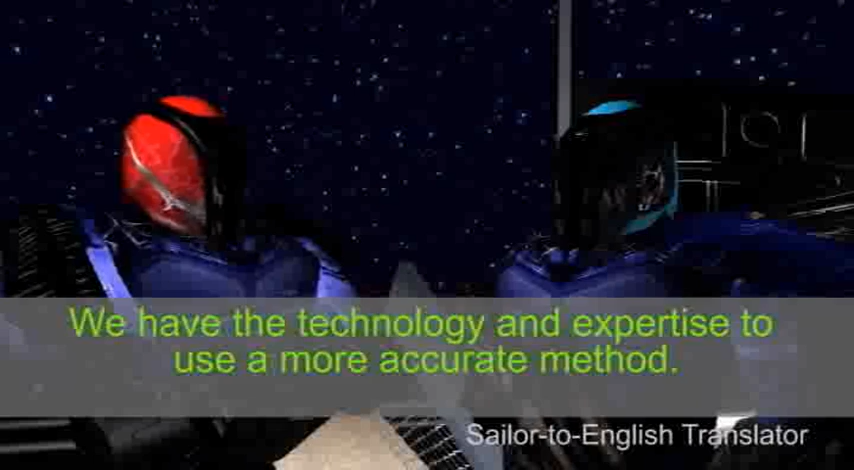 We have the technology and expertise to
use a more accurate method.
Sailor-to-English Translator